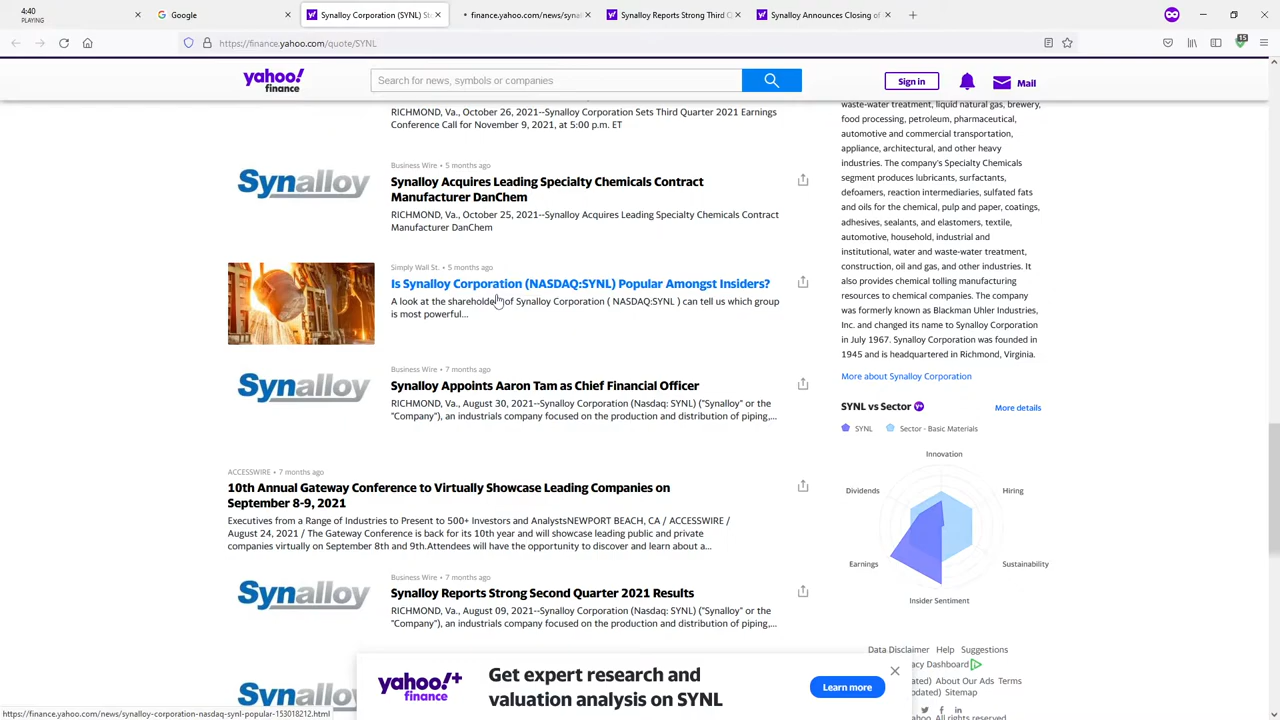 4:40
Google
Synalloy Corporation (SYNL) St
finance.yahoo.com/news/syna
Synalloy Reports Strong Third Q
Synalloy Announces Closing of
https://finance.yahoo.com/quote/SYNL
15
yahoo!
finance
Search for news, symbols or companies
Sign in
Mail
RICHMOND, Va., October 26, 2021--Synalloy Corporation Sets Third Quarter 2021 Earnings
Conference Call for November 9, 2021, at 5:00 p.m. ET
Synalloy
Business Wire • 5 months ago
Synalloy Acquires Leading Specialty Chemicals Contract
Manufacturer DanChem
RICHMOND, Va., October 25, 2021--Synalloy Acquires Leading Specialty Chemicals Contract
Manufacturer DanChem
Simply Wall St. • 5 months ago
Is Synalloy Corporation (NASDAQ:SYNL) Popular Amongst Insiders?
A look at the shareholde of Synalloy Corporation ( NASDAQ:SYNL ) can tell us which group
is most powerful...
Synalloy
Business Wire • 7 months ago
Synalloy Appoints Aaron Tam as Chief Financial Officer
RICHMOND, Va., August 30, 2021--Synalloy Corporation (Nasdaq: SYNL) ("Synalloy" or the
"Company"), an industrials company focused on the production and distribution of piping,...
ACCESSWIRE • 7 months ago
10th Annual Gateway Conference to Virtually Showcase Leading Companies on
September 8-9, 2021
Executives from a Range of Industries to Present to 500+ Investors and AnalystsNEWPORT BEACH, CA / ACCESSWIRE /
August 24, 2021 / The Gateway Conference is back for its 10th year and will showcase leading public and private
companies virtually on September 8th and 9th.Attendees will have the opportunity to discover and learn about a...
Synalloy
Business Wire • 7 months ago
Synalloy Reports Strong Second Quarter 2021 Results
RICHMOND, Va., August 09, 2021--Synalloy Corporation (Nasdaq: SYNL) ("Synalloy" or the
"Company"), an industrials company focused on the production and distribution of piping,...
Synalloy
waste-water treatment, liquid natural gas, brewery,
food processing, petroleum, pharmaceutical,
automotive and commercial transportation,
appliance, architectural, and other heavy
industries. The company's Specialty Chemicals
segment produces lubricants, surfactants,
defoamers, reaction intermediaries, sulfated fats
and oils for the chemical, pulp and paper, coatings,
adhesives, sealants, and elastomers, textile,
automotive, household, industrial and
institutional, water and waste-water treatment,
construction, oil and gas, and other industries. It
also provides chemical tolling manufacturing
resources to chemical companies. The company
was formerly known as Blackman Uhler Industries,
Inc. and changed its name to Synalloy Corporation
in July 1967. Synalloy Corporation was founded in
1945 and is headquartered in Richmond, Virginia.
More about Synalloy Corporation
SYNL vs Sector
More details
SYNL
Sector - Basic Materials
Innovation
Dividends
Hiring
Earnings
Sustainability
Insider Sentiment
Data Disclaimer Help Suggestions
acy Dashboard
ated) About Our Ads Terms
pdated) Sitemap
ahoo. All rights reserved.
yahoo!+
finance
Get expert research and
valuation analysis on SYNL
Learn more
https://finance.yahoo.com/news/synalloy-corporation-nasdaq-synl-popular-153018212.html